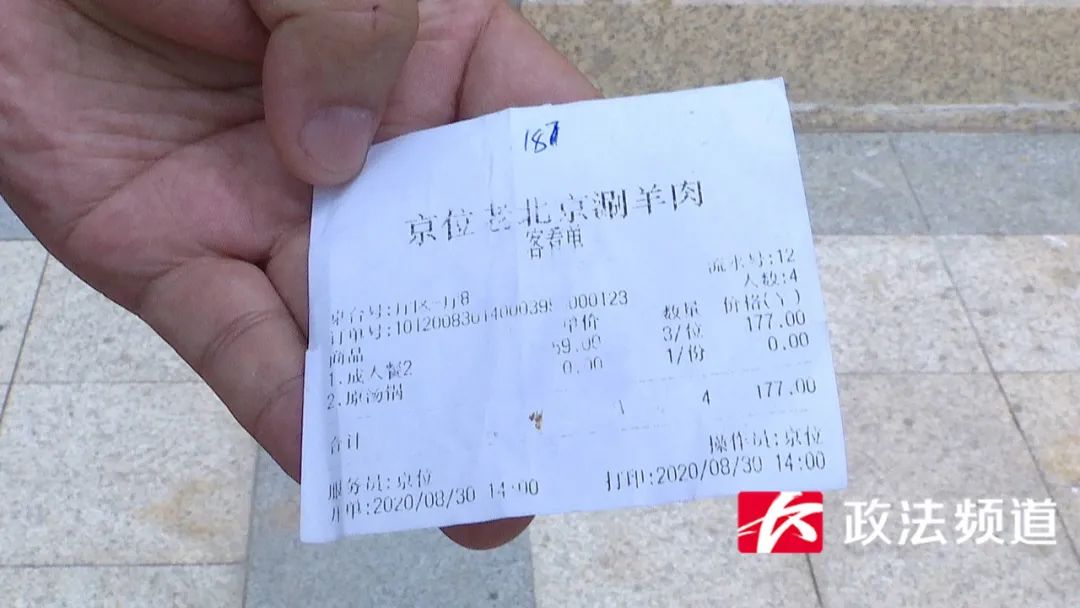 187
京位老北京涮羊肉
客看单
流水号:12
桌台号:厅区-厅8 人数:4
订单号:
商品 单价 数量 价格(¥)
1.成人餐2 59.00 3/位 177.00
2.原汤锅 0.00 1/份 0.00
合计 4 177.00
服务员:京位 操作员:京位
开单:2020/08/30 14:00 打印:2020/08/30 14:00
政法频道